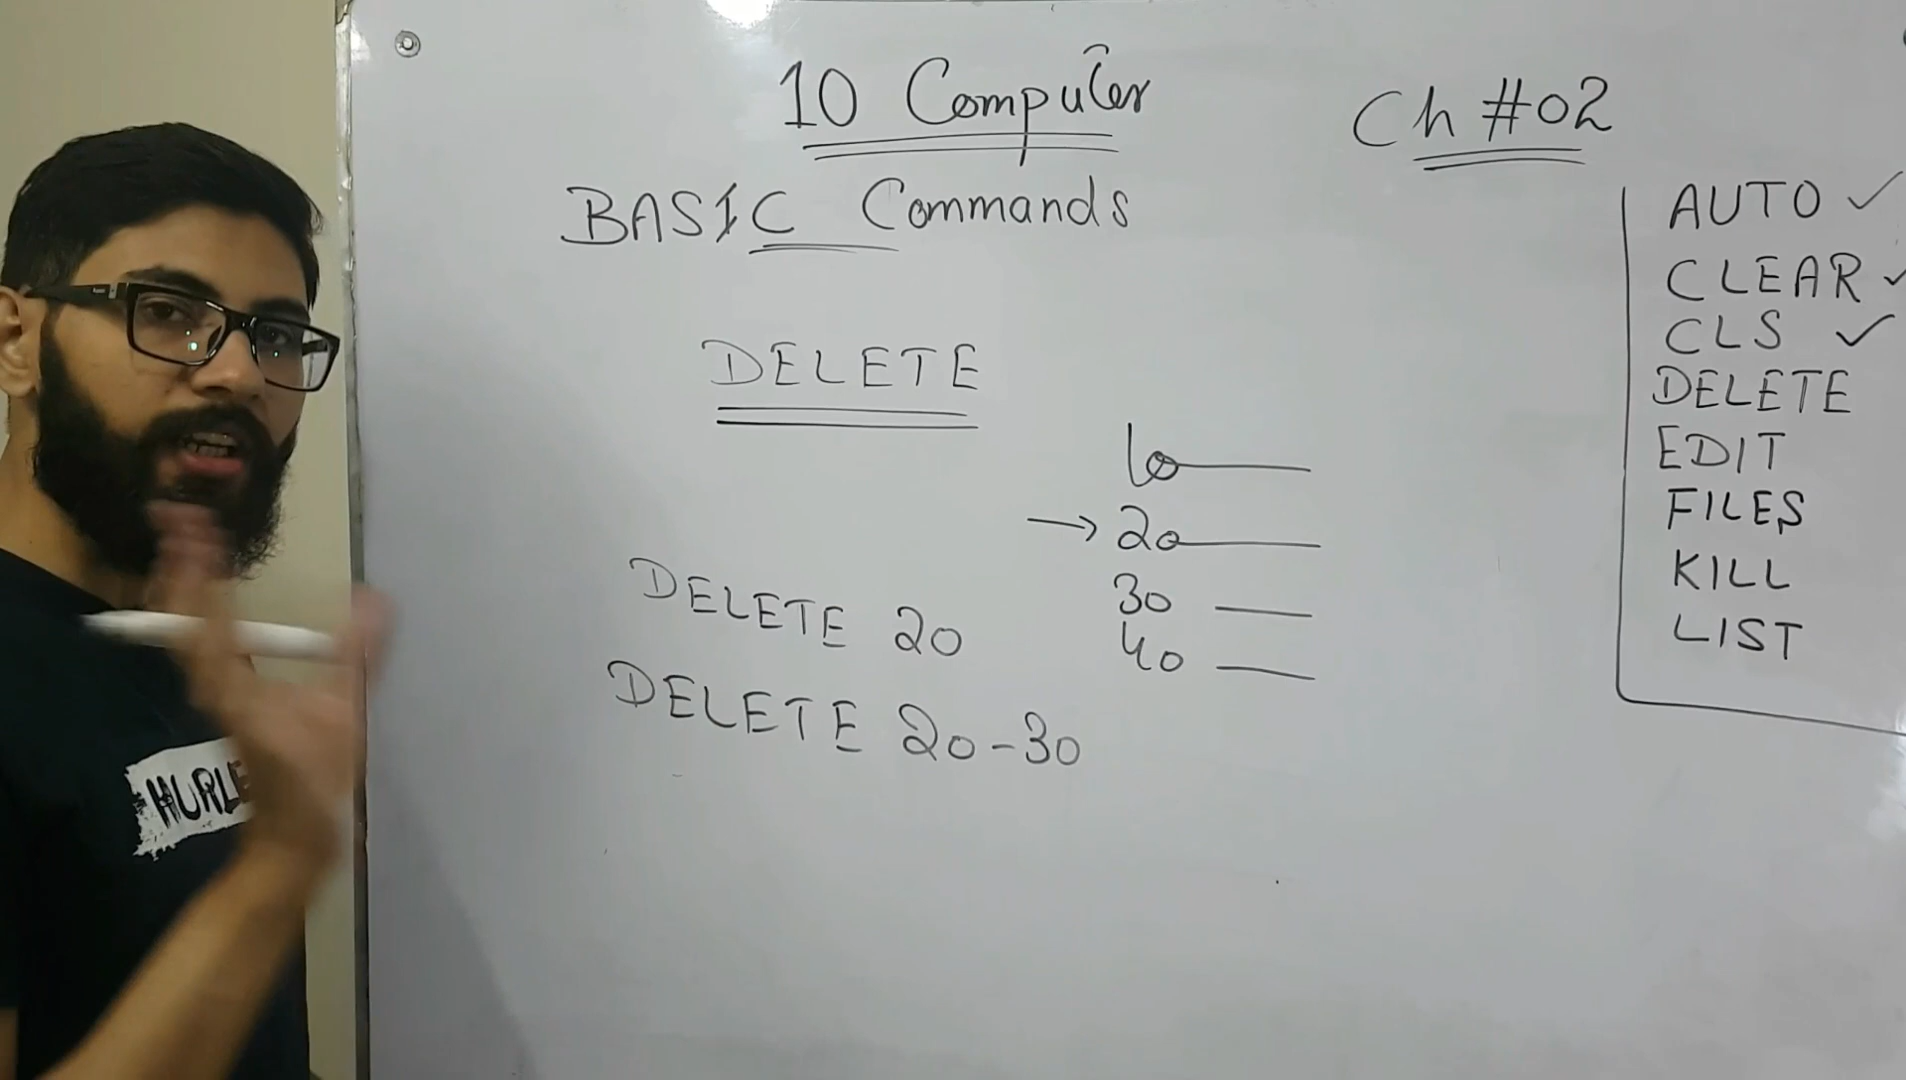 10 Computer
Ch #02
BASIC Commands
DELETE
10
20
30
40
DELETE 20
DELETE 20-30
AUTO ✓
CLEAR ✓
CLS ✓
DELETE
EDIT
FILES
KILL
LIST